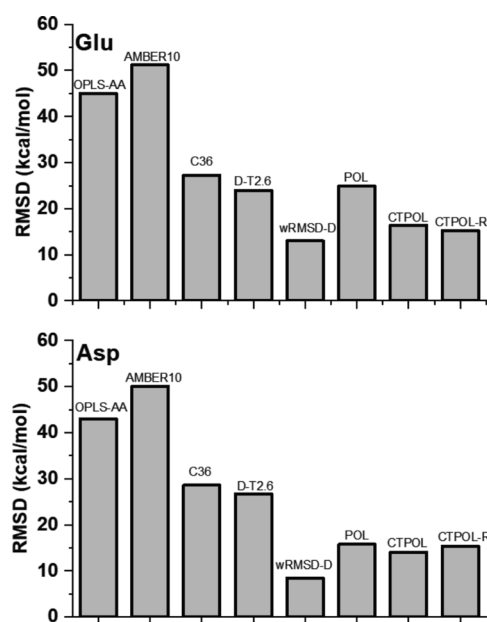 60
Glu
AMBER10
50
OPLS-AA
40
RMSD (kcal/mol)
30
C36
D-T2.6
POL
20
wRMSD-D
CTPOL
CTPOL-R
10
0
60
Asp
AMBER10
50
OPLS-AA
40
RMSD (kcal/mol)
30
C36
D-T2.6
20
POL
CTPOL
CTPOL-R
wRMSD-D
10
0